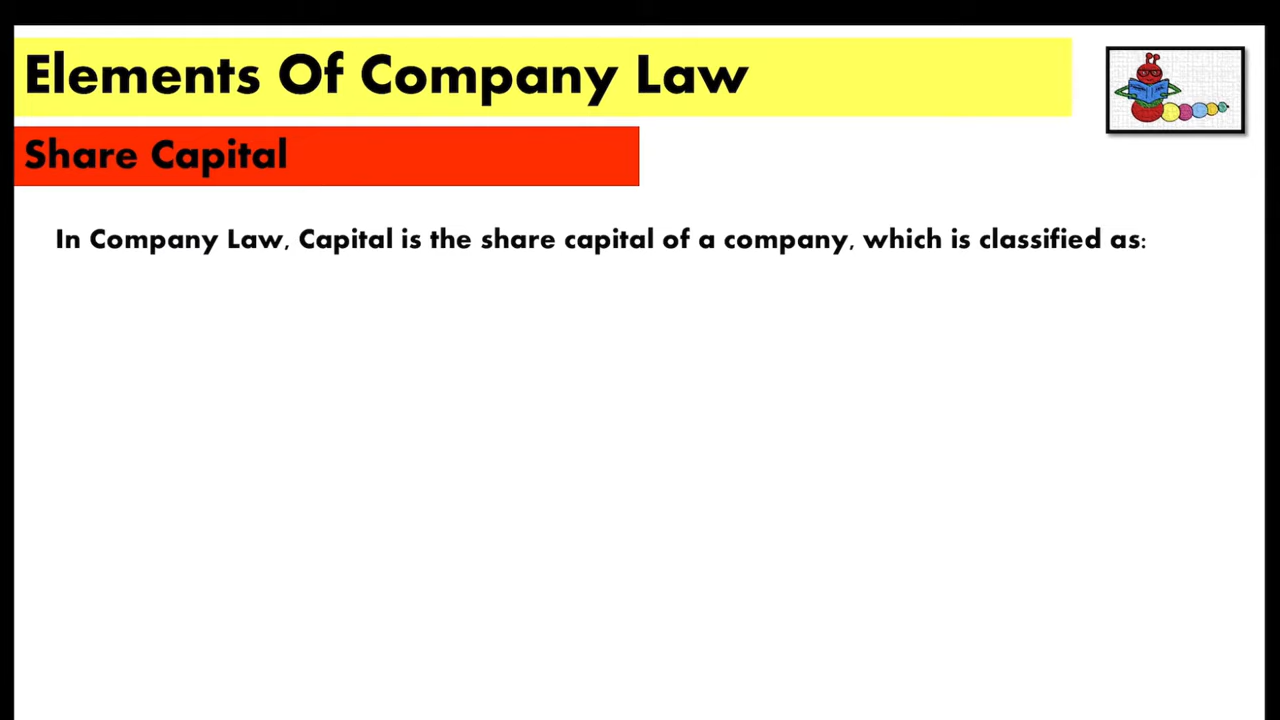 Elements Of Company Law
Share Capital
In Company Law, Capital is the share capital of a company, which is classified as: